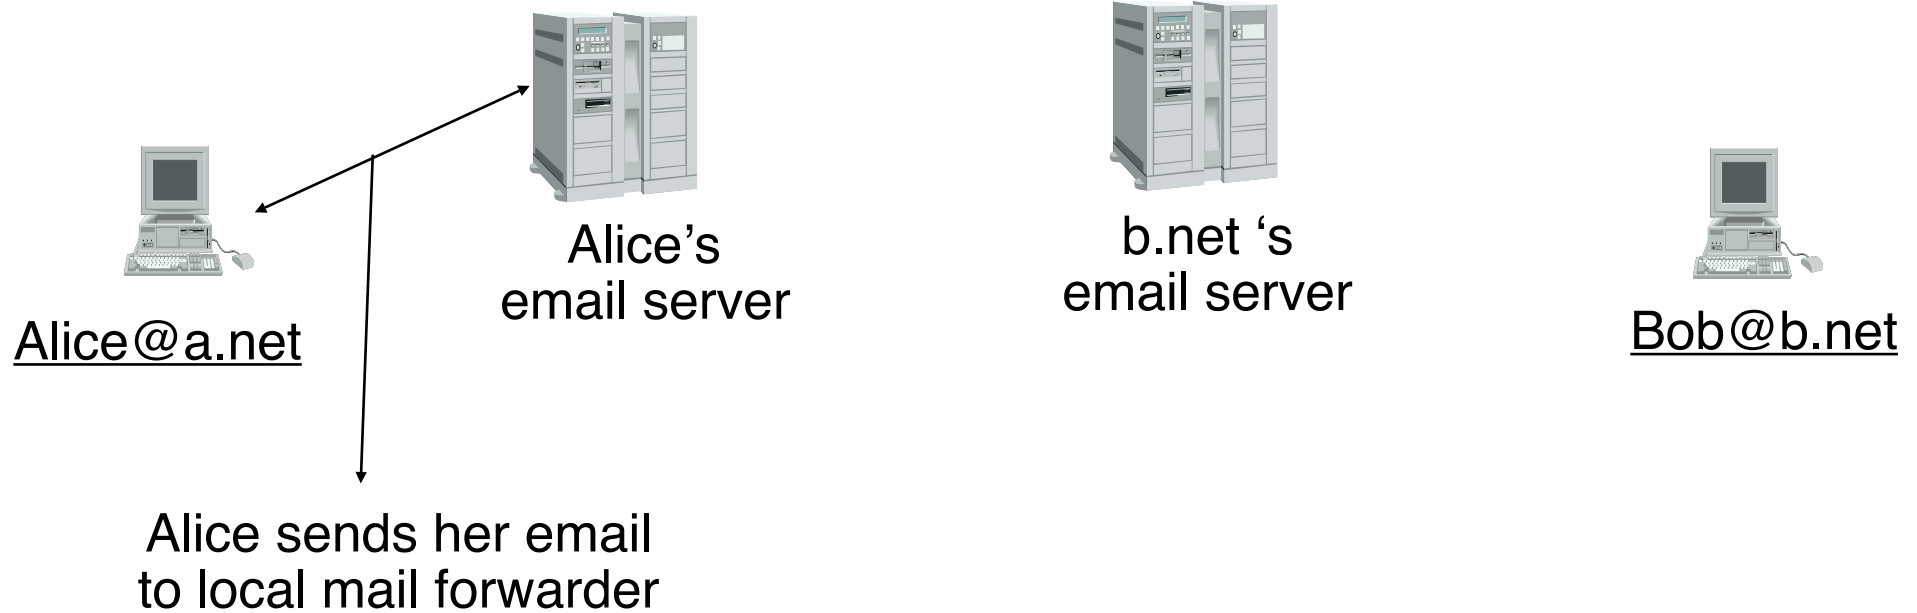 Alice's
email server
b.net ‘s
email server
Alice@a.net
Bob@b.net
Alice sends her email
to local mail forwarder